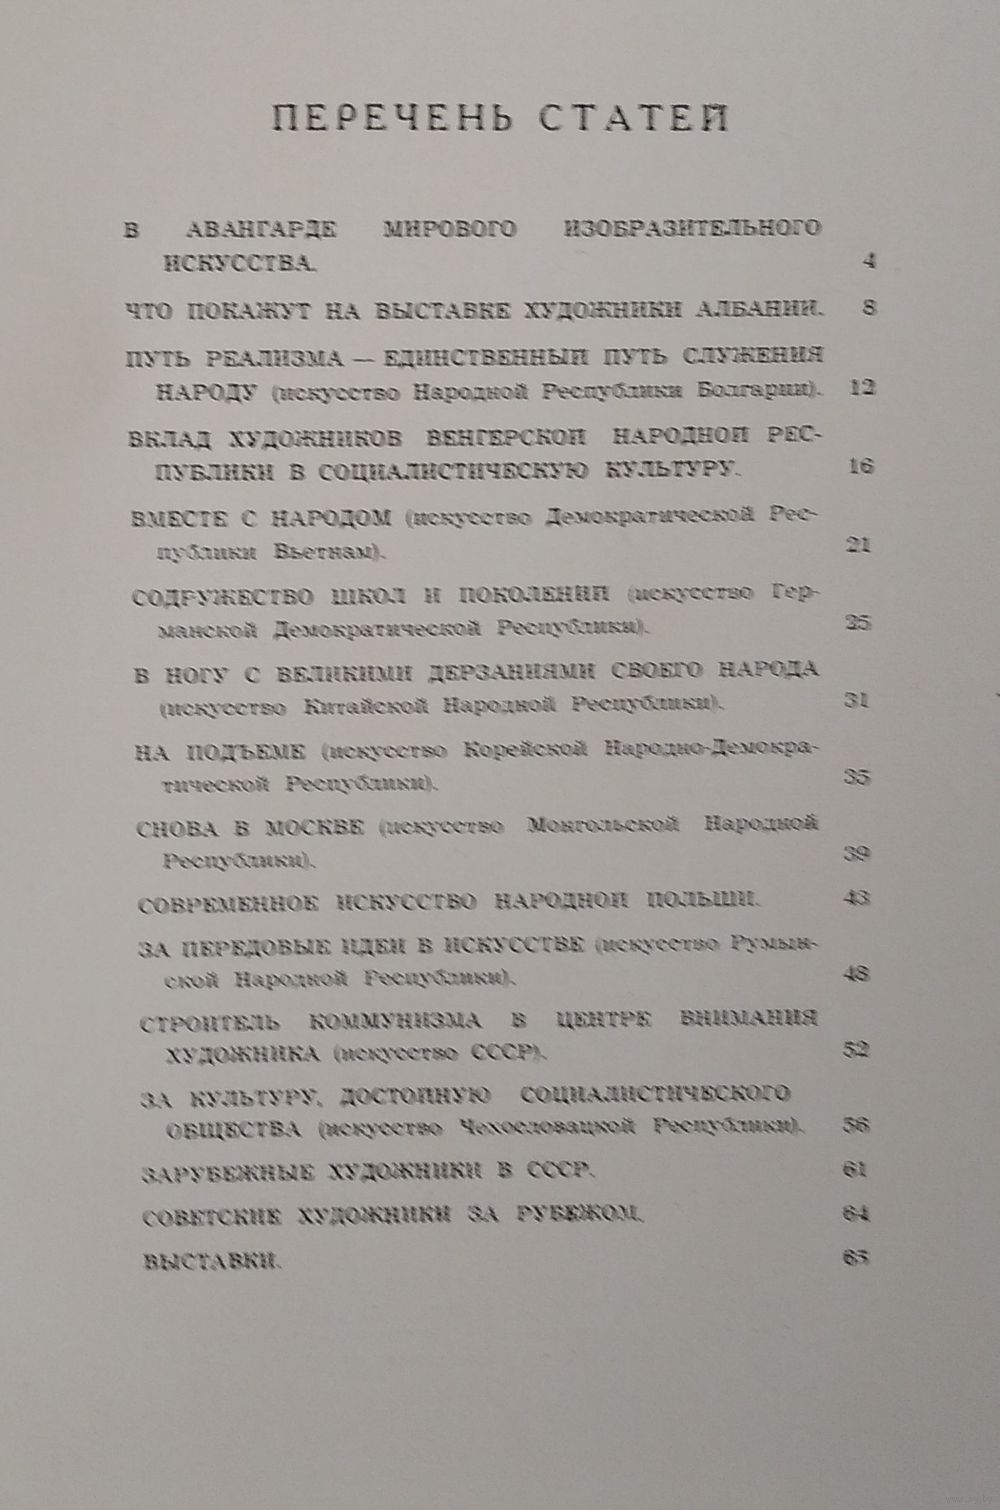 ПЕРЕЧЕНЬ СТАТЕЙ
В АВАНГАРДЕ МИРОВОГО ИЗОБРАЗИТЕЛЬНОГО
ИСКУССТВА. 4
ЧТО ПОКАЖУТ НА ВЫСТАВКЕ ХУДОЖНИКИ АЛБАНИИ. 8
ПУТЬ РЕАЛИЗМА — ЕДИНСТВЕННЫЙ ПУТЬ СЛУЖЕНИЯ
НАРОДУ (искусство Народной Республики Болгарии). 12
ВКЛАД ХУДОЖНИКОВ ВЕНГЕРСКОЙ НАРОДНОЙ РЕС-
ПУБЛИКИ В СОЦИАЛИСТИЧЕСКУЮ КУЛЬТУРУ. 16
ВМЕСТЕ С НАРОДОМ (искусство Демократической Рес-
публики Вьетнам). 21
СОДРУЖЕСТВО ШКОЛ И ПОКОЛЕНИЙ (искусство Гер-
манской Демократической Республики). 25
В НОГУ С ВЕЛИКИМИ ДЕРЗАНИЯМИ СВОЕГО НАРОДА
(искусство Китайской Народной Республики). 31
НА ПОДЪЕМЕ (искусство Корейской Народно-Демокра-
тической Республики). 35
СНОВА В МОСКВЕ (искусство Монгольской Народной
Республики). 39
СОВРЕМЕННОЕ ИСКУССТВО НАРОДНОЙ ПОЛЬШИ. 43
ЗА ПЕРЕДОВЫЕ ИДЕИ В ИСКУССТВЕ (искусство Румын-
ской Народной Республики). 48
СТРОИТЕЛЬ КОММУНИЗМА В ЦЕНТРЕ ВНИМАНИЯ
ХУДОЖНИКА (искусство СССР). 52
ЗА КУЛЬТУРУ, ДОСТОЙНУЮ СОЦИАЛИСТИЧЕСКОГО
ОБЩЕСТВА (искусство Чехословацкой Республики). 56
ЗАРУБЕЖНЫЕ ХУДОЖНИКИ В СССР. 61
СОВЕТСКИЕ ХУДОЖНИКИ ЗА РУБЕЖОМ. 64
ВЫСТАВКИ. 65